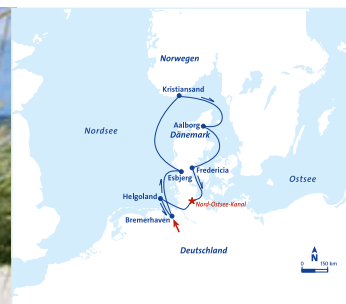 Norwegen
Kristiansand
Aalborg
Dänemark
Nordsee
Fredericia
Esbjerg
Ostsee
Helgoland
Nord-Ostsee-Kanal
Bremerhaven
Deutschland
N
0 150 km